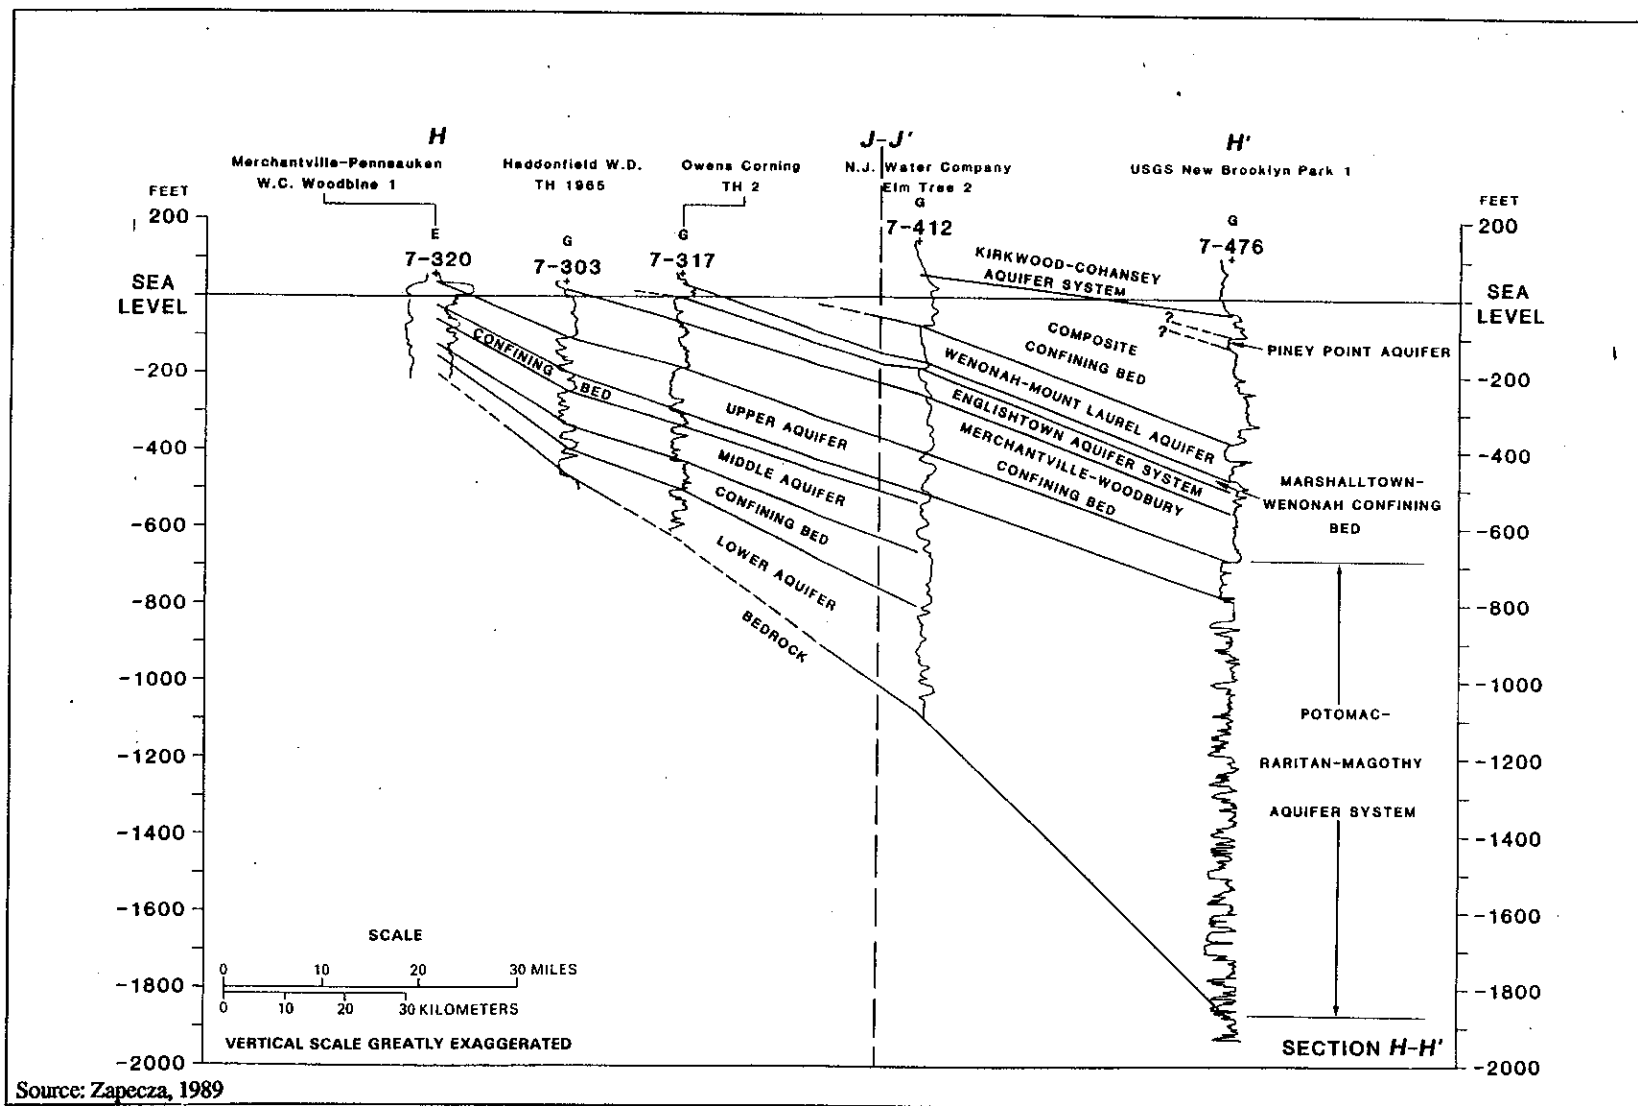 H
J-J'
H'
Merchantville-Pennsauken
W.C. Woodbine 1
Haddonfield W.D.
TH 1965
Owens Corning
TH 2
N.J. Water Company
Elm Tree 2
USGS New Brooklyn Park 1
FEET
FEET
E
7-320
G
7-303
G
7-317
G
7-412
G
7-476
200
SEA
LEVEL
-200
-400
-600
-800
-1000
-1200
-1400
-1600
-1800
-2000
200
SEA
LEVEL
-200
-400
-600
-800
-1000
-1200
-1400
-1600
-1800
-2000
KIRKWOOD-COHANSEY
AQUIFER SYSTEM
?
?
PINEY POINT AQUIFER
COMPOSITE
CONFINING BED
WENONAH-MOUNT LAUREL AQUIFER
ENGLISHTOWN AQUIFER SYSTEM
MERCHANTVILLE-WOODBURY
CONFINING BED
MARSHALLTOWN-
WENONAH CONFINING
BED
CONFINING BED
UPPER AQUIFER
MIDDLE AQUIFER
CONFINING BED
LOWER AQUIFER
BEDROCK
POTOMAC-
RARITAN-MAGOTHY
AQUIFER SYSTEM
SCALE
0 10 20 30 MILES
0 10 20 30 KILOMETERS
VERTICAL SCALE GREATLY EXAGGERATED
SECTION H-H'
Source: Zapecza, 1989